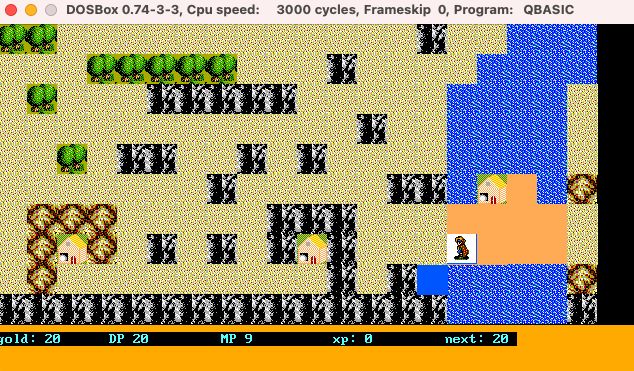 DOSBox 0.74-3-3, Cpu speed: 3000 cycles, Frameskip 0, Program: QBASIC
gold: 20 DP 20 MP 9 xp: 0 next: 20